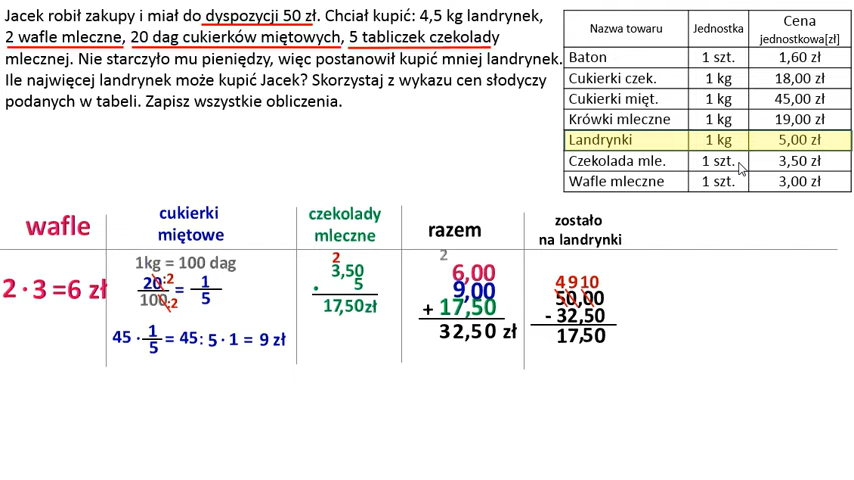 Jacek robił zakupy i miał do dyspozycji 50 zł. Chciał kupić: 4,5 kg landrynek,
2 wafle mleczne, 20 dag cukierków miętowych, 5 tabliczek czekolady
mlecznej. Nie starczyło mu pieniędzy, więc postanowił kupić mniej landrynek.
Ile najwięcej landrynek może kupić Jacek? Skorzystaj z wykazu cen słodyczy
podanych w tabeli. Zapisz wszystkie obliczenia.
Nazwa towaru Jednostka Cena jednostkowa[zł]
Baton 1 szt. 1,60 zł
Cukierki czek. 1 kg 18,00 zł
Cukierki mięt. 1 kg 45,00 zł
Krówki mleczne 1 kg 19,00 zł
Landrynki 1 kg 5,00 zł
Czekolada mle. 1 szt. 3,50 zł
Wafle mleczne 1 szt. 3,00 zł
wafle
2 · 3 =6 zł
cukierki
miętowe
1kg = 100 dag
20:2 = 1
100:2 5
45 · 1/5 = 45: 5 · 1 = 9 zł
czekolady
mleczne
2
3,50
· 5
17,50zł
razem
2
6,00
9,00
+ 17,50
32,50 zł
zostało
na landrynki
4 9 10
50,00
- 32,50
17,50